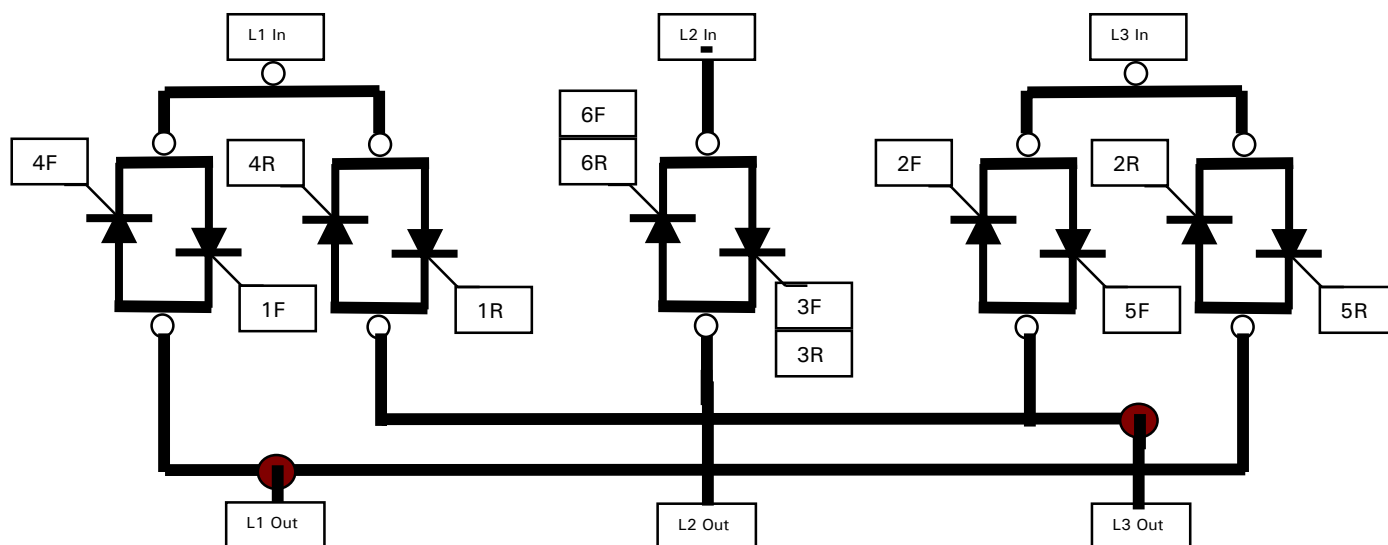 L1 In
L2 In
L3 In
6F
4F
4R
6R
2F
2R
1F
1R
3F
5F
5R
3R
L1 Out
L2 Out
L3 Out